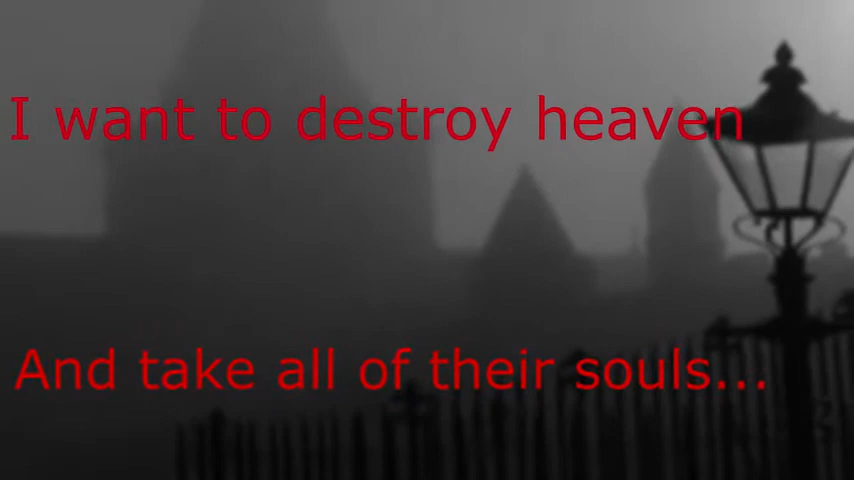 I want to destroy heaven
And take all of their souls...